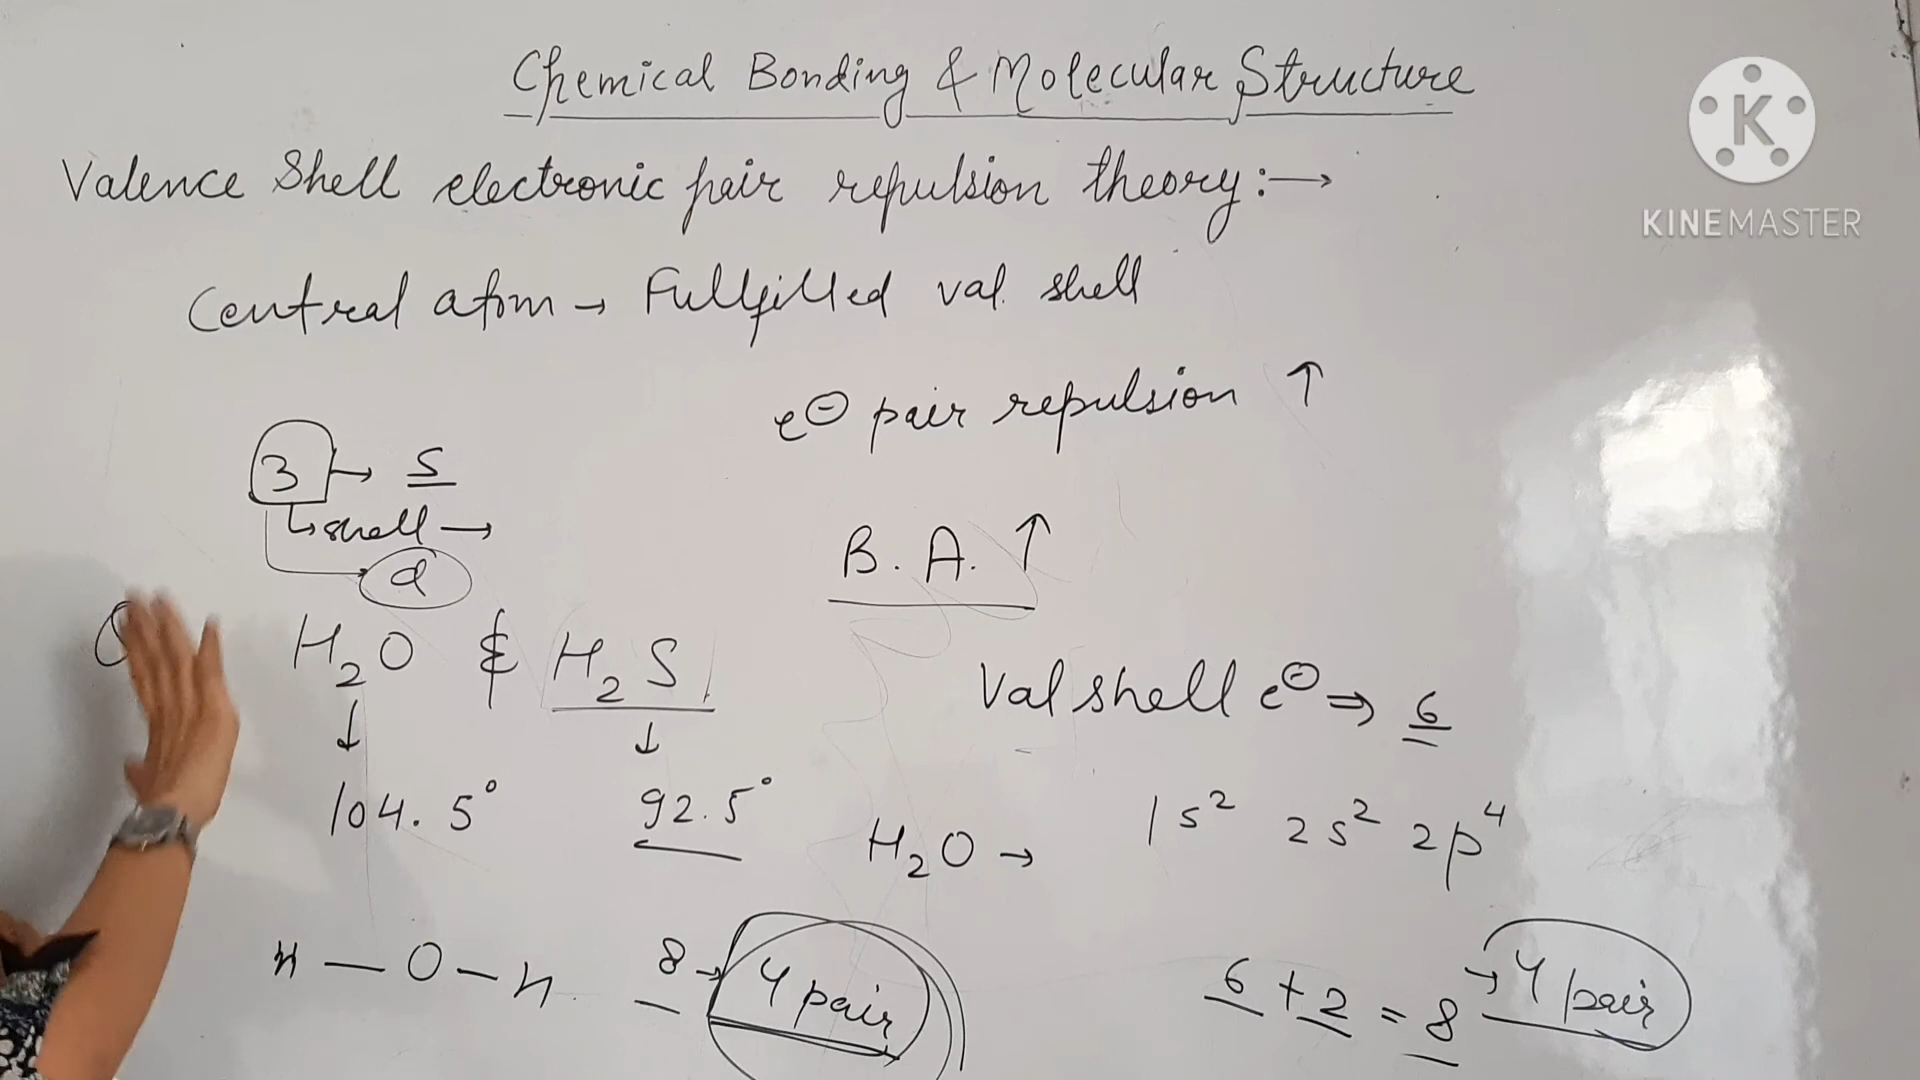 Chemical Bonding & Molecular Structure
K
KINEMASTER
Valence Shell electronic pair repulsion theory:→
Central atom → Fullfilled val. shell
e⊖ pair repulsion ↑
3 → S
↳ shell →
d
B. A. ↑
H₂O & H₂S
Val shell e⊖ ⇒ 6
↓ ↓
104.5° 92.5°
H₂O → 1s² 2s² 2p⁴
H — O — H 8 → 4 pair
6 + 2 = 8 → 4 pair